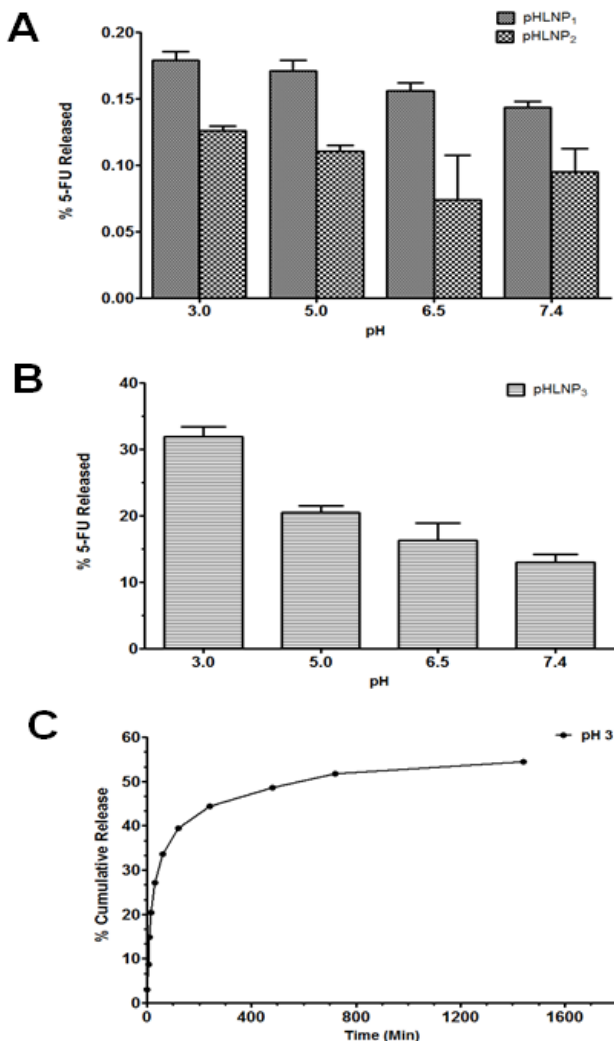 A
pHLNP₁
pHLNP₂
% 5-FU Released
0.20
0.15
0.10
0.05
0.00
3.0 5.0 6.5 7.4
pH
B
pHLNP₃
% 5-FU Released
40
30
20
10
0
3.0 5.0 6.5 7.4
pH
C
pH 3
% Cumulative Release
60
50
40
30
20
10
0
0 400 800 1200 1600
Time (Min)